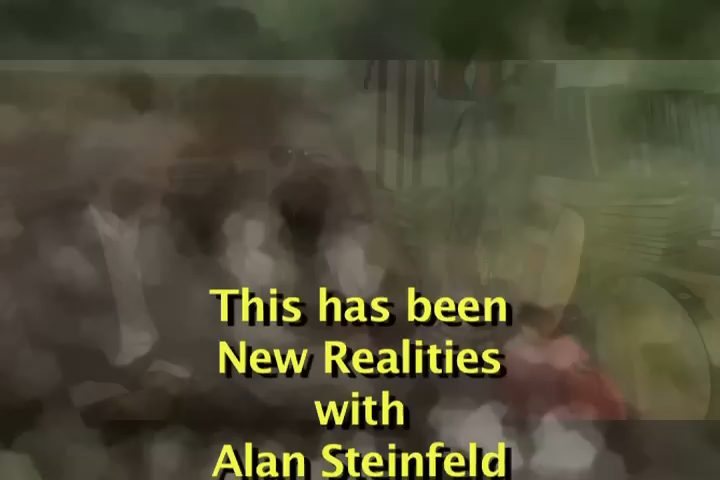 This has been
New Realities
with
Alan Steinfeld